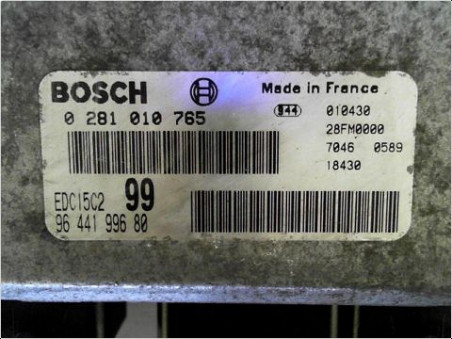 BOSCH Made in France
0 281 010 765 944 010430
28FM0000
7046 0589
18430
EDC15C2 99
96 441 996 80